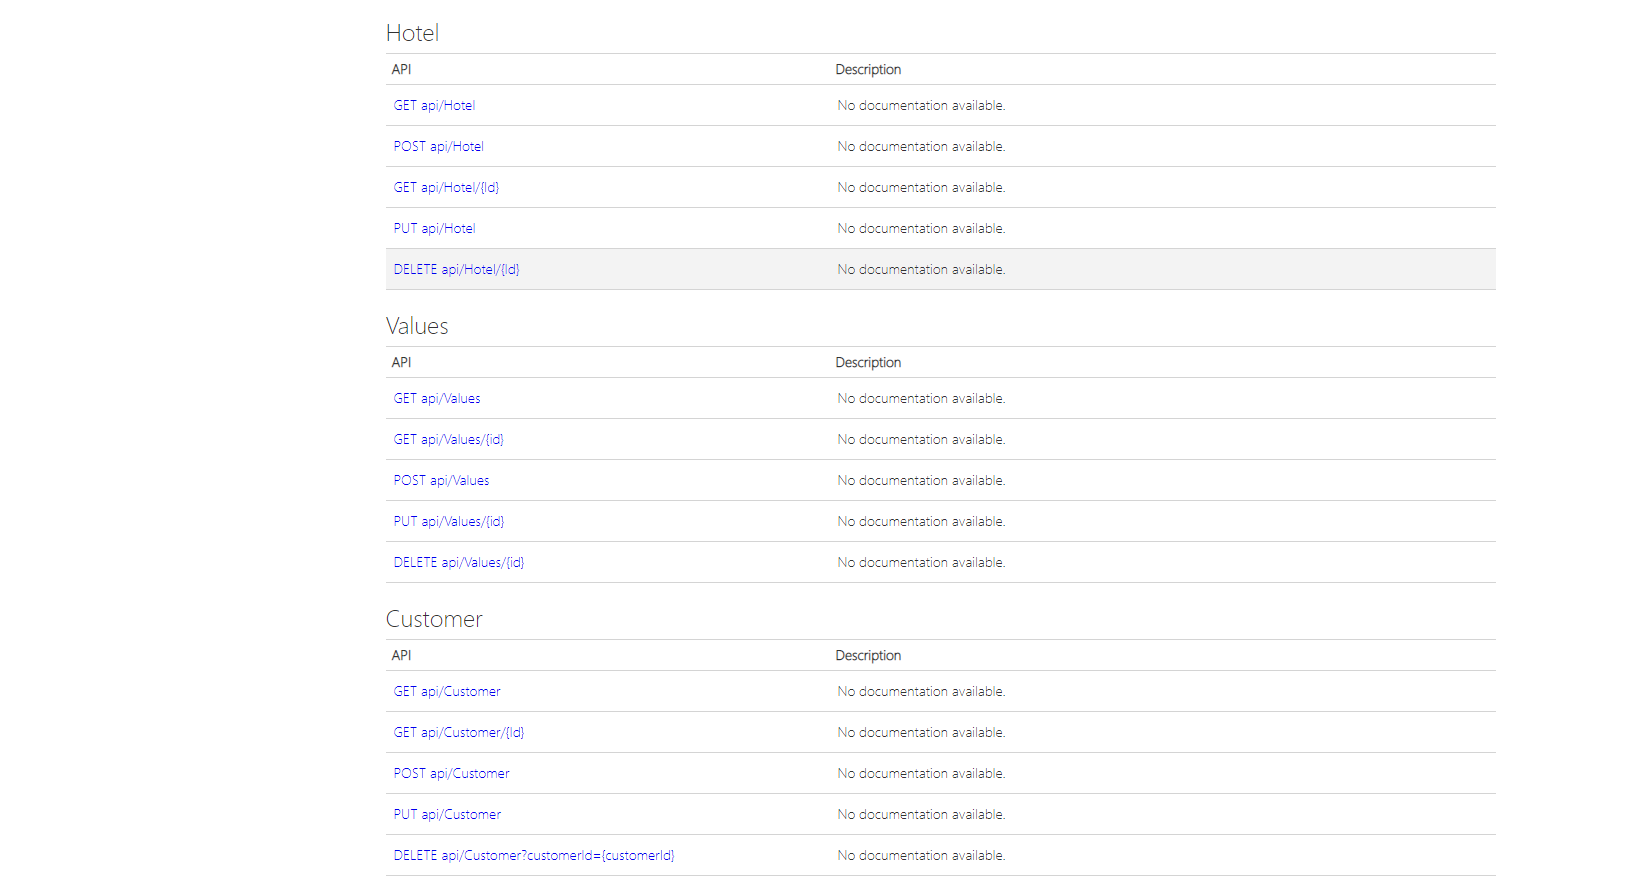 Hotel
API Description
GET api/Hotel No documentation available.
POST api/Hotel No documentation available.
GET api/Hotel/{Id} No documentation available.
PUT api/Hotel No documentation available.
DELETE api/Hotel/{Id} No documentation available.
Values
API Description
GET api/Values No documentation available.
GET api/Values/{id} No documentation available.
POST api/Values No documentation available.
PUT api/Values/{id} No documentation available.
DELETE api/Values/{id} No documentation available.
Customer
API Description
GET api/Customer No documentation available.
GET api/Customer/{Id} No documentation available.
POST api/Customer No documentation available.
PUT api/Customer No documentation available.
DELETE api/Customer?customerId={customerId} No documentation available.